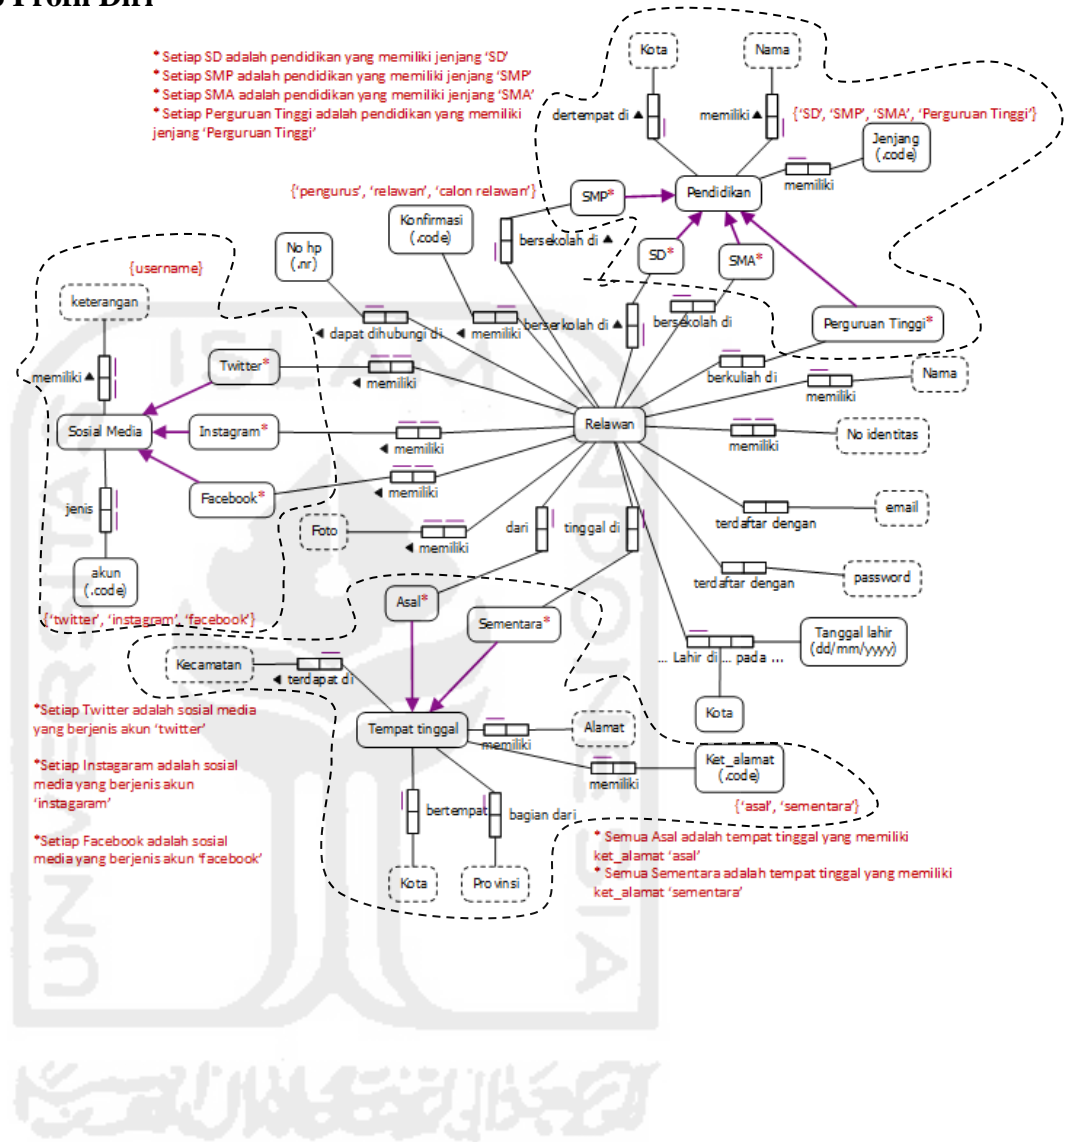 * Setiap SD adalah pendidikan yang memiliki jenjang 'SD'
* Setiap SMP adalah pendidikan yang memiliki jenjang 'SMP'
* Setiap SMA adalah pendidikan yang memiliki jenjang 'SMA'
* Setiap Perguruan Tinggi adalah pendidikan yang memiliki
jenjang 'Perguruan Tinggi'
Kota
Nama
dertempat di ▲
memiliki ▲
{'SD', 'SMP', 'SMA', 'Perguruan Tinggi'}
Jenjang
(.code)
memiliki
Pendidikan
SMP*
{'pengurus', 'relawan', 'calon relawan'}
Konfirmasi
(.code)
bersekolah di ▲
No hp
(.nr)
SD*
SMA*
{username}
keterangan
◄ dapat dihubungi di
◄ memiliki
berserkolah di ▲
bersekolah di
Perguruan Tinggi*
memiliki ▲
Twitter*
◄ memiliki
berkuliah di
Nama
memiliki
Sosial Media
Instagram*
◄ memiliki
Relawan
memiliki
No identitas
Facebook*
◄ memiliki
jenis
Foto
◄ memiliki
dari
tinggal di
terdaftar dengan
email
akun
(.code)
{'twitter', 'instagram', 'facebook'}
Asal*
Sementara*
terdaftar dengan
password
Tanggal lahir
(dd/mm/yyyy)
... Lahir di ... pada ...
Kecamatan
◄ terdapat di
Kota
*Setiap Twitter adalah sosial media
yang berjenis akun 'twitter'
*Setiap Instagaram adalah sosial
media yang berjenis akun
'instagaram'
*Setiap Facebook adalah sosial
media yang berjenis akun 'facebook'
Tempat tinggal
memiliki
Alamat
memiliki
Ket_alamat
(.code)
{'asal', 'sementara'}
bertempat
bagian dari
Kota
Provinsi
* Semua Asal adalah tempat tinggal yang memiliki
ket_alamat 'asal'
* Semua Sementara adalah tempat tinggal yang memiliki
ket_alamat 'sementara'
UNIVERSITAS
ISLAM
INDONESIA